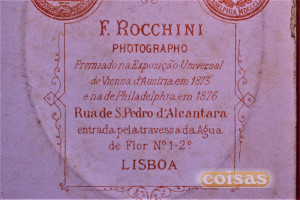 F. ROCCHINI
PHOTOGRAPHO
Premiado na Exposição Universal
de Vienna d'Austria em 1873
e na de Philadelphia em 1876
Rua de S. Pedro d'Alcantara
entrada pela travessa da Agua
de Flor Nº 1-2º
LISBOA
coisas